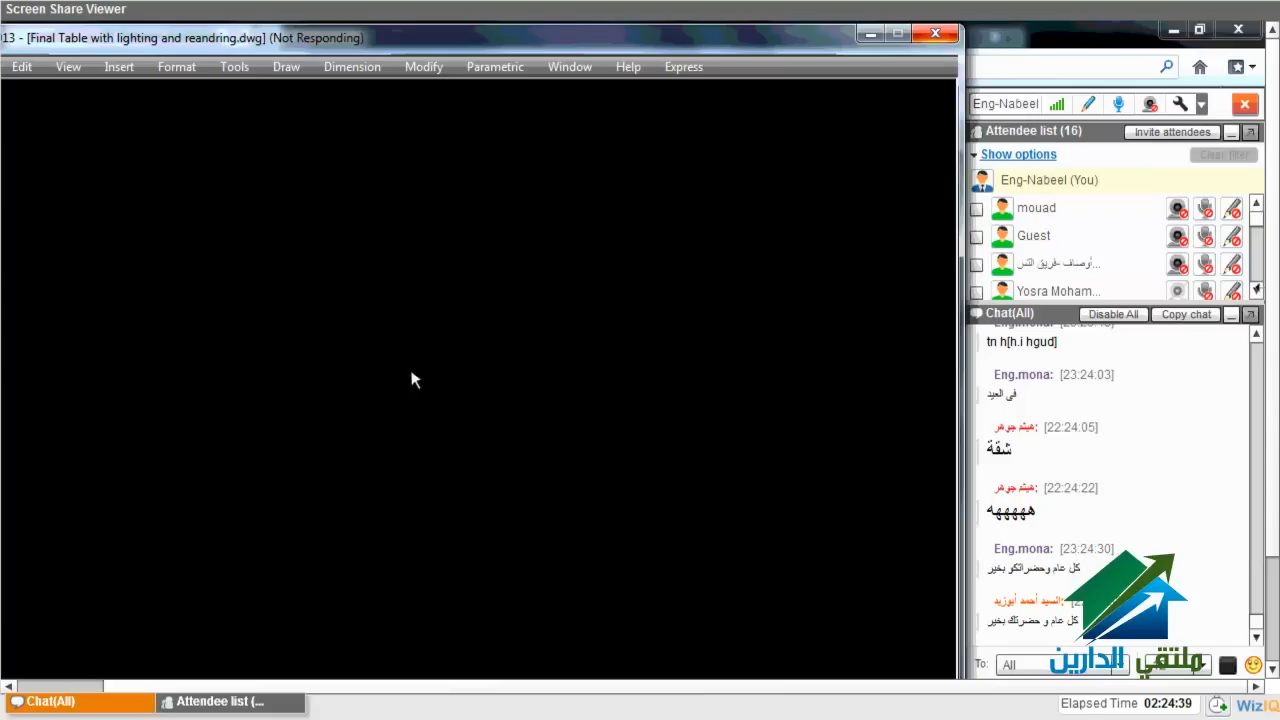 Screen Share Viewer
13 - [Final Table with lighting and reandring.dwg] (Not Responding)
Edit View Insert Format Tools Draw Dimension Modify Parametric Window Help Express
Eng-Nabeel
Attendee list (16)
Invite attendees
Show options
Clear filter
Eng-Nabeel (You)
mouad
Guest
أوصاف -فريق التس...
Yosra Moham...
Chat(All)
Disable All
Copy chat
tn h[h.i hgud]
Eng.mona: [23:24:03]
فى العيد
هيثم جوهر: [22:24:05]
شقة
هيثم جوهر: [22:24:22]
هههههه
Eng.mona: [23:24:30]
كل عام وحضراتكو بخير
السيد أحمد أبوزيد:
كل عام و حضرتك بخير
To: All
ملتقي الدارين
Chat(All)
Attendee list (...
Elapsed Time 02:24:39
WizIQ